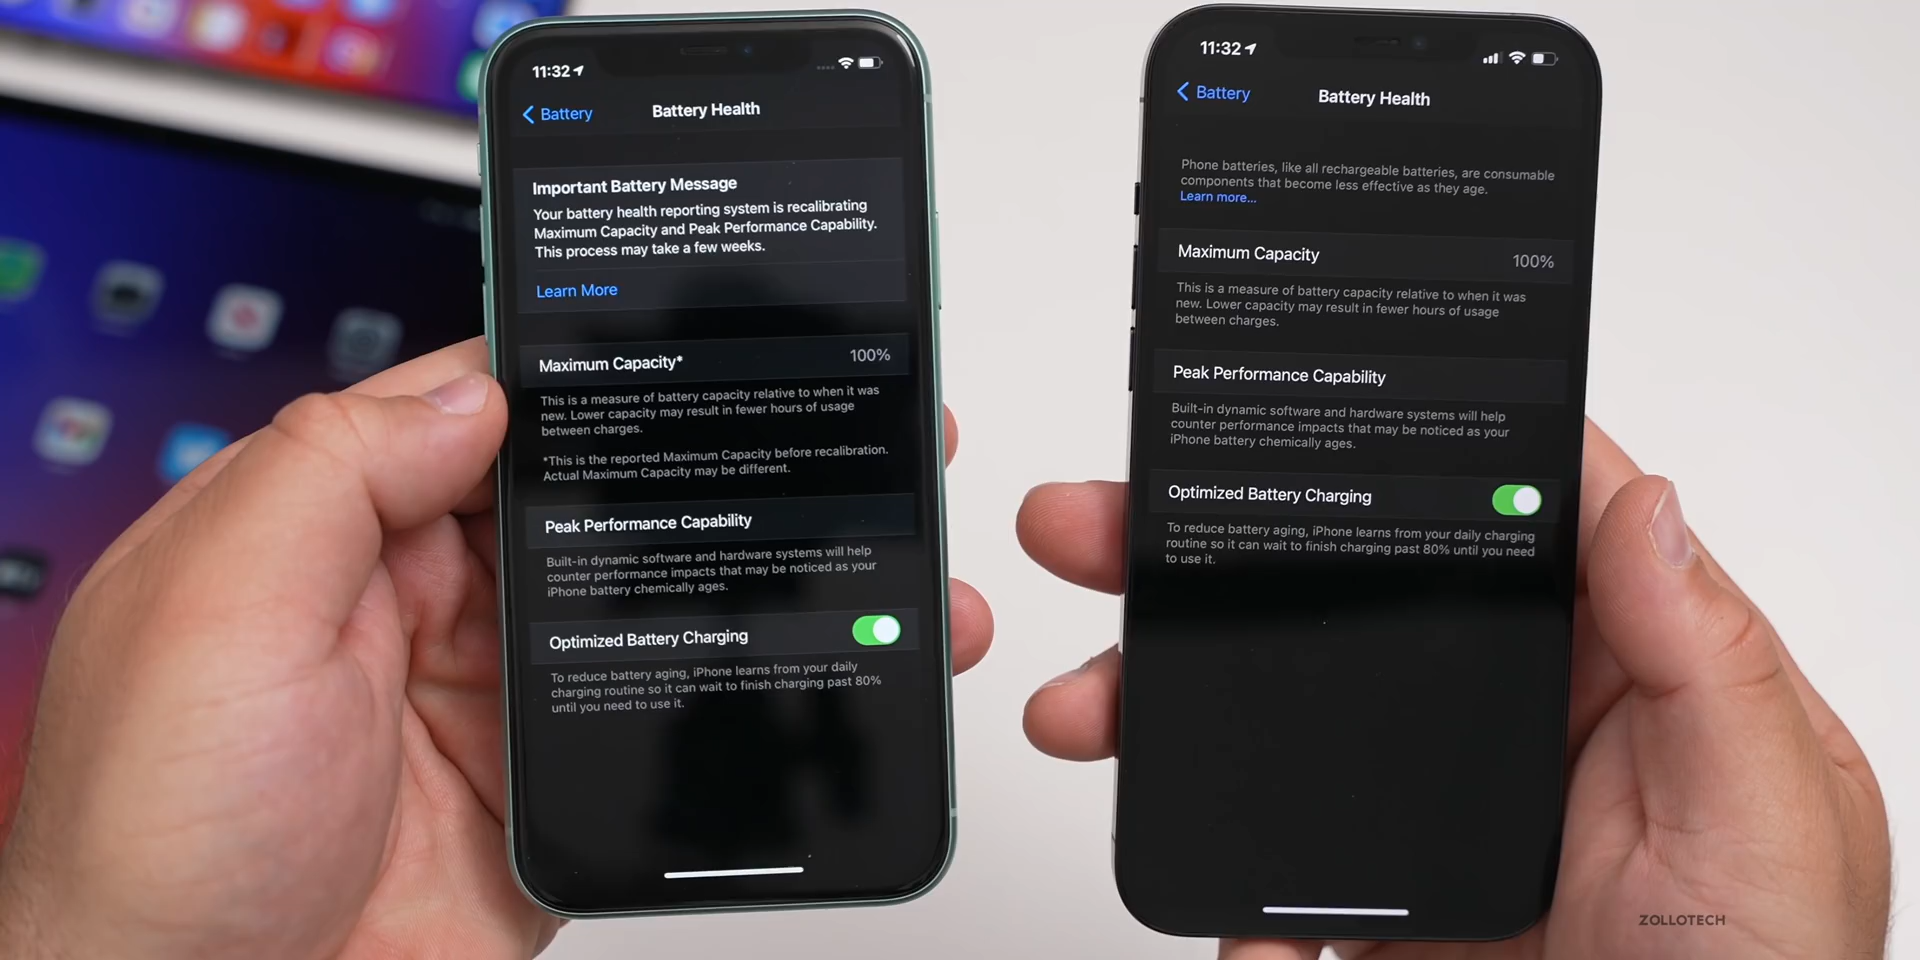 11:32
Battery
Battery Health
Important Battery Message
Your battery health reporting system is recalibrating
Maximum Capacity and Peak Performance Capability.
This process may take a few weeks.
Learn More
Maximum Capacity* 100%
This is a measure of battery capacity relative to when it was
new. Lower capacity may result in fewer hours of usage
between charges.
*This is the reported Maximum Capacity before recalibration.
Actual Maximum Capacity may be different.
Peak Performance Capability
Built-in dynamic software and hardware systems will help
counter performance impacts that may be noticed as your
iPhone battery chemically ages.
Optimized Battery Charging
To reduce battery aging, iPhone learns from your daily
charging routine so it can wait to finish charging past 80%
until you need to use it.
11:32
Battery
Battery Health
Phone batteries, like all rechargeable batteries, are consumable
components that become less effective as they age.
Learn more...
Maximum Capacity 100%
This is a measure of battery capacity relative to when it was
new. Lower capacity may result in fewer hours of usage
between charges.
Peak Performance Capability
Built-in dynamic software and hardware systems will help
counter performance impacts that may be noticed as your
iPhone battery chemically ages.
Optimized Battery Charging
To reduce battery aging, iPhone learns from your daily charging
routine so it can wait to finish charging past 80% until you need
to use it.
ZOLLOTECH